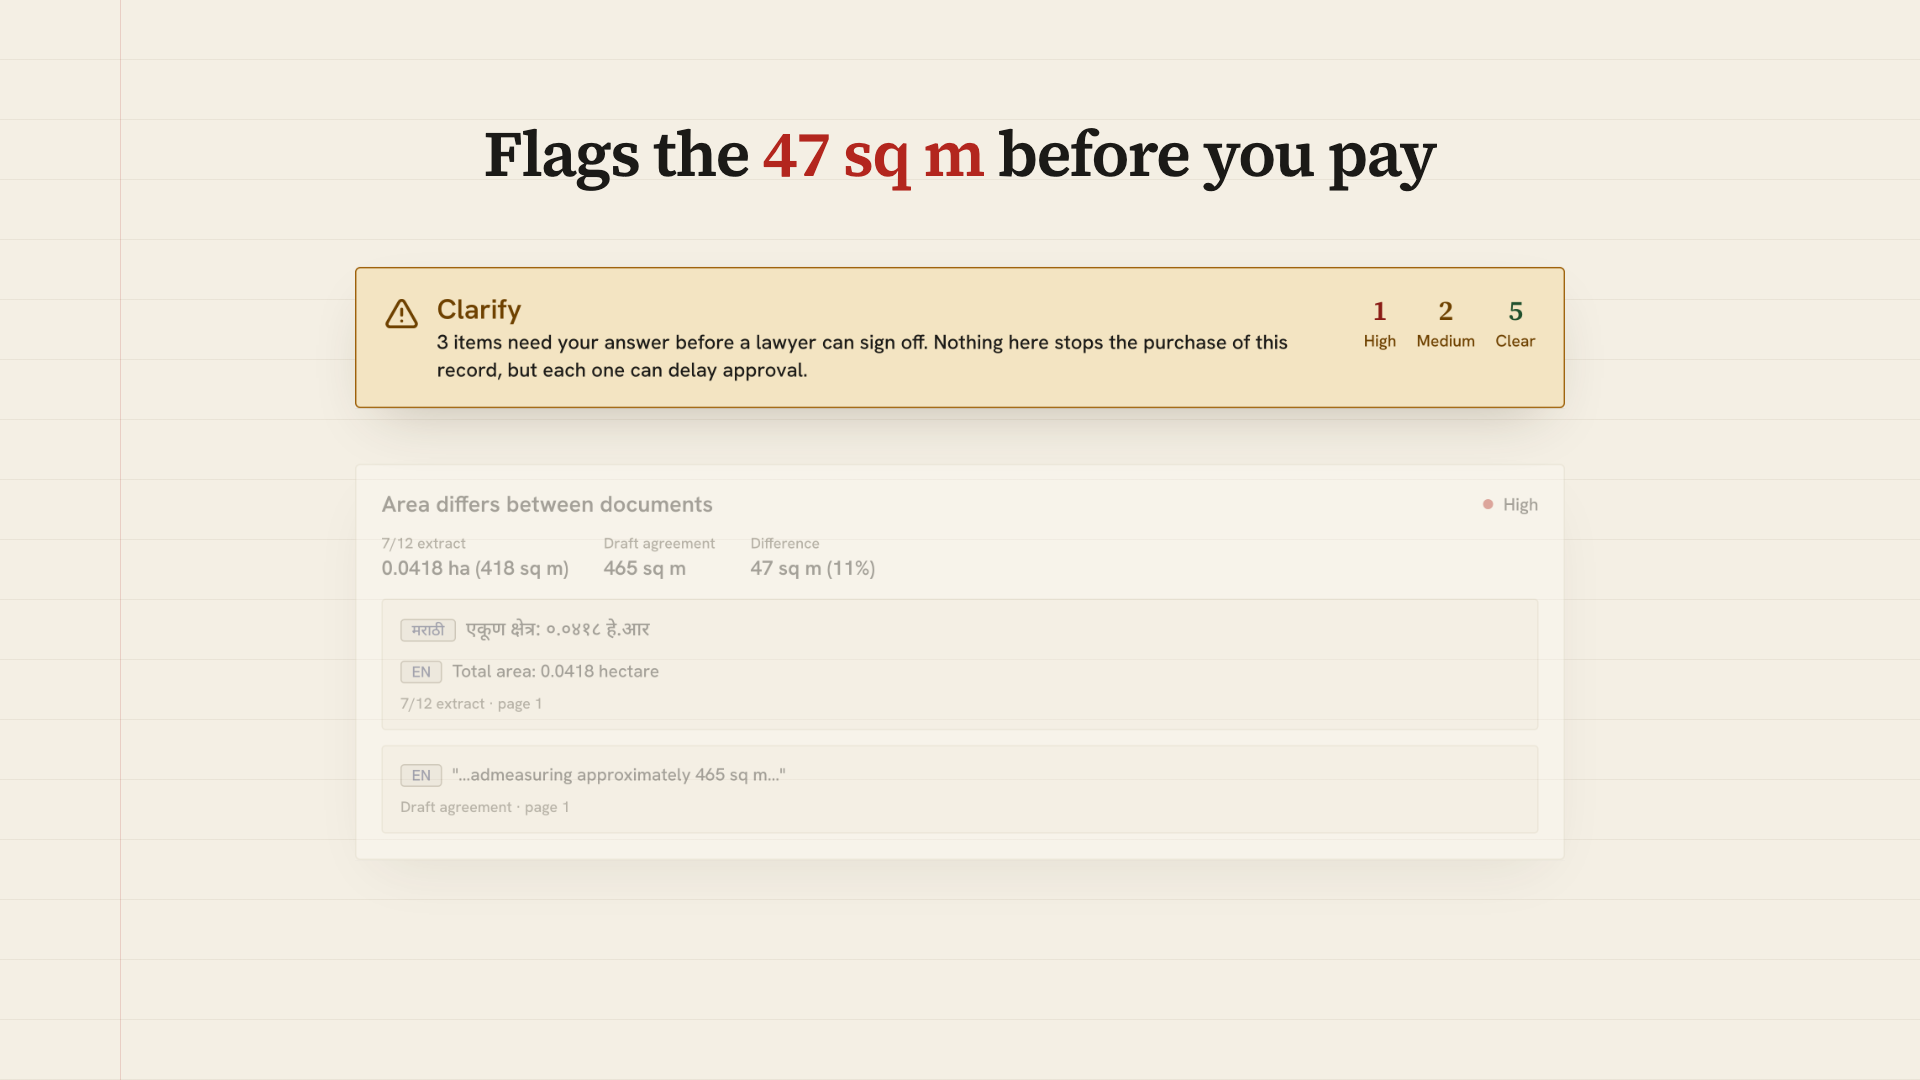 Flags the 47 sq m before you pay
Clarify
3 items need your answer before a lawyer can sign off. Nothing here stops the purchase of this
record, but each one can delay approval.
1 2 5
High Medium Clear
Area differs between documents
High
7/12 extract Draft agreement Difference
0.0418 ha (418 sq m) 465 sq m 47 sq m (11%)
मराठी एकूण क्षेत्र: ०.०४१८ हे.आर
EN Total area: 0.0418 hectare
7/12 extract · page 1
EN "...admeasuring approximately 465 sq m..."
Draft agreement · page 1